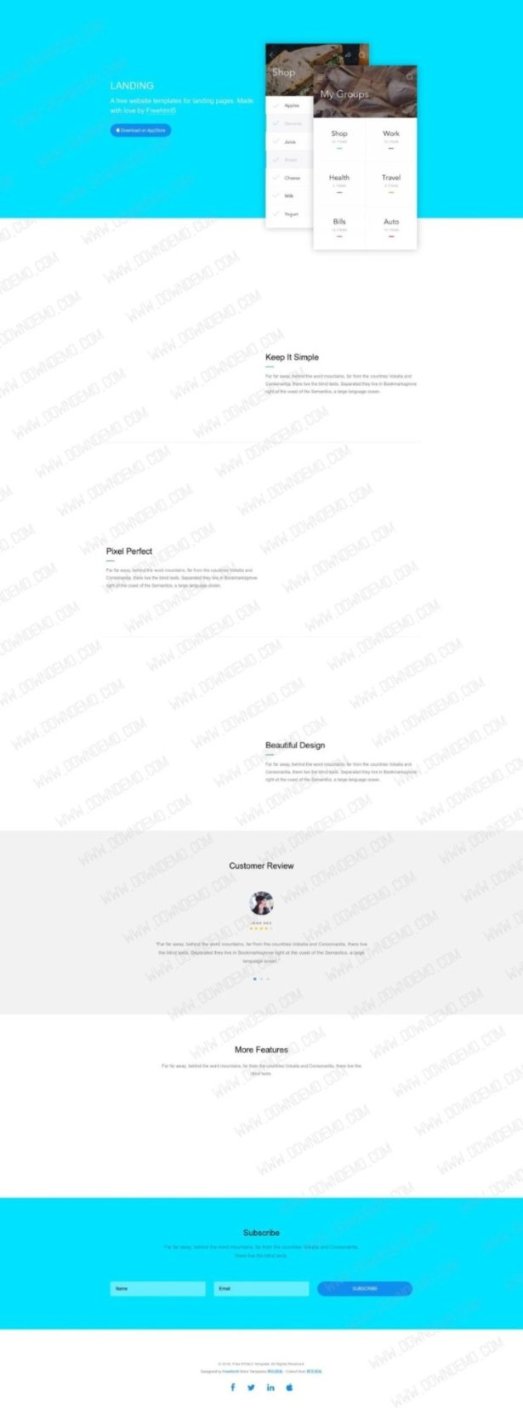 LANDING
A free website templates for landing pages. Made
with love by Freehtml5
Download on AppStore
Shop
Apples
Juice
Cheese
Milk
Yogurt
My Groups
Shop
Work
Health
Travel
Bills
Auto
Keep It Simple
Far far away, behind the word mountains, far from the countries Vokalia and
Consonantia, there live the blind texts. Separated they live in Bookmarksgrove
right at the coast of the Semantics, a large language ocean.
Pixel Perfect
Far far away, behind the word mountains, far from the countries Vokalia and
Consonantia, there live the blind texts. Separated they live in Bookmarksgrove
right at the coast of the Semantics, a large language ocean.
Beautiful Design
Far far away, behind the word mountains, far from the countries Vokalia and
Consonantia, there live the blind texts. Separated they live in Bookmarksgrove
right at the coast of the Semantics, a large language ocean.
Customer Review
"Far far away, behind the word mountains, far from the countries Vokalia and Consonantia, there live
the blind texts. Separated they live in Bookmarksgrove right at the coast of the Semantics, a large
language ocean."
More Features
Far far away, behind the word mountains, far from the countries Vokalia and Consonantia, there live the
blind texts
Subscribe
Far far away, behind the word mountains, far from the countries Vokalia and Consonantia,
there live the blind texts
Name
Email
SUBSCRIBE
All Rights Reserved
Designed by
WWW.DOWNDEMO.COM